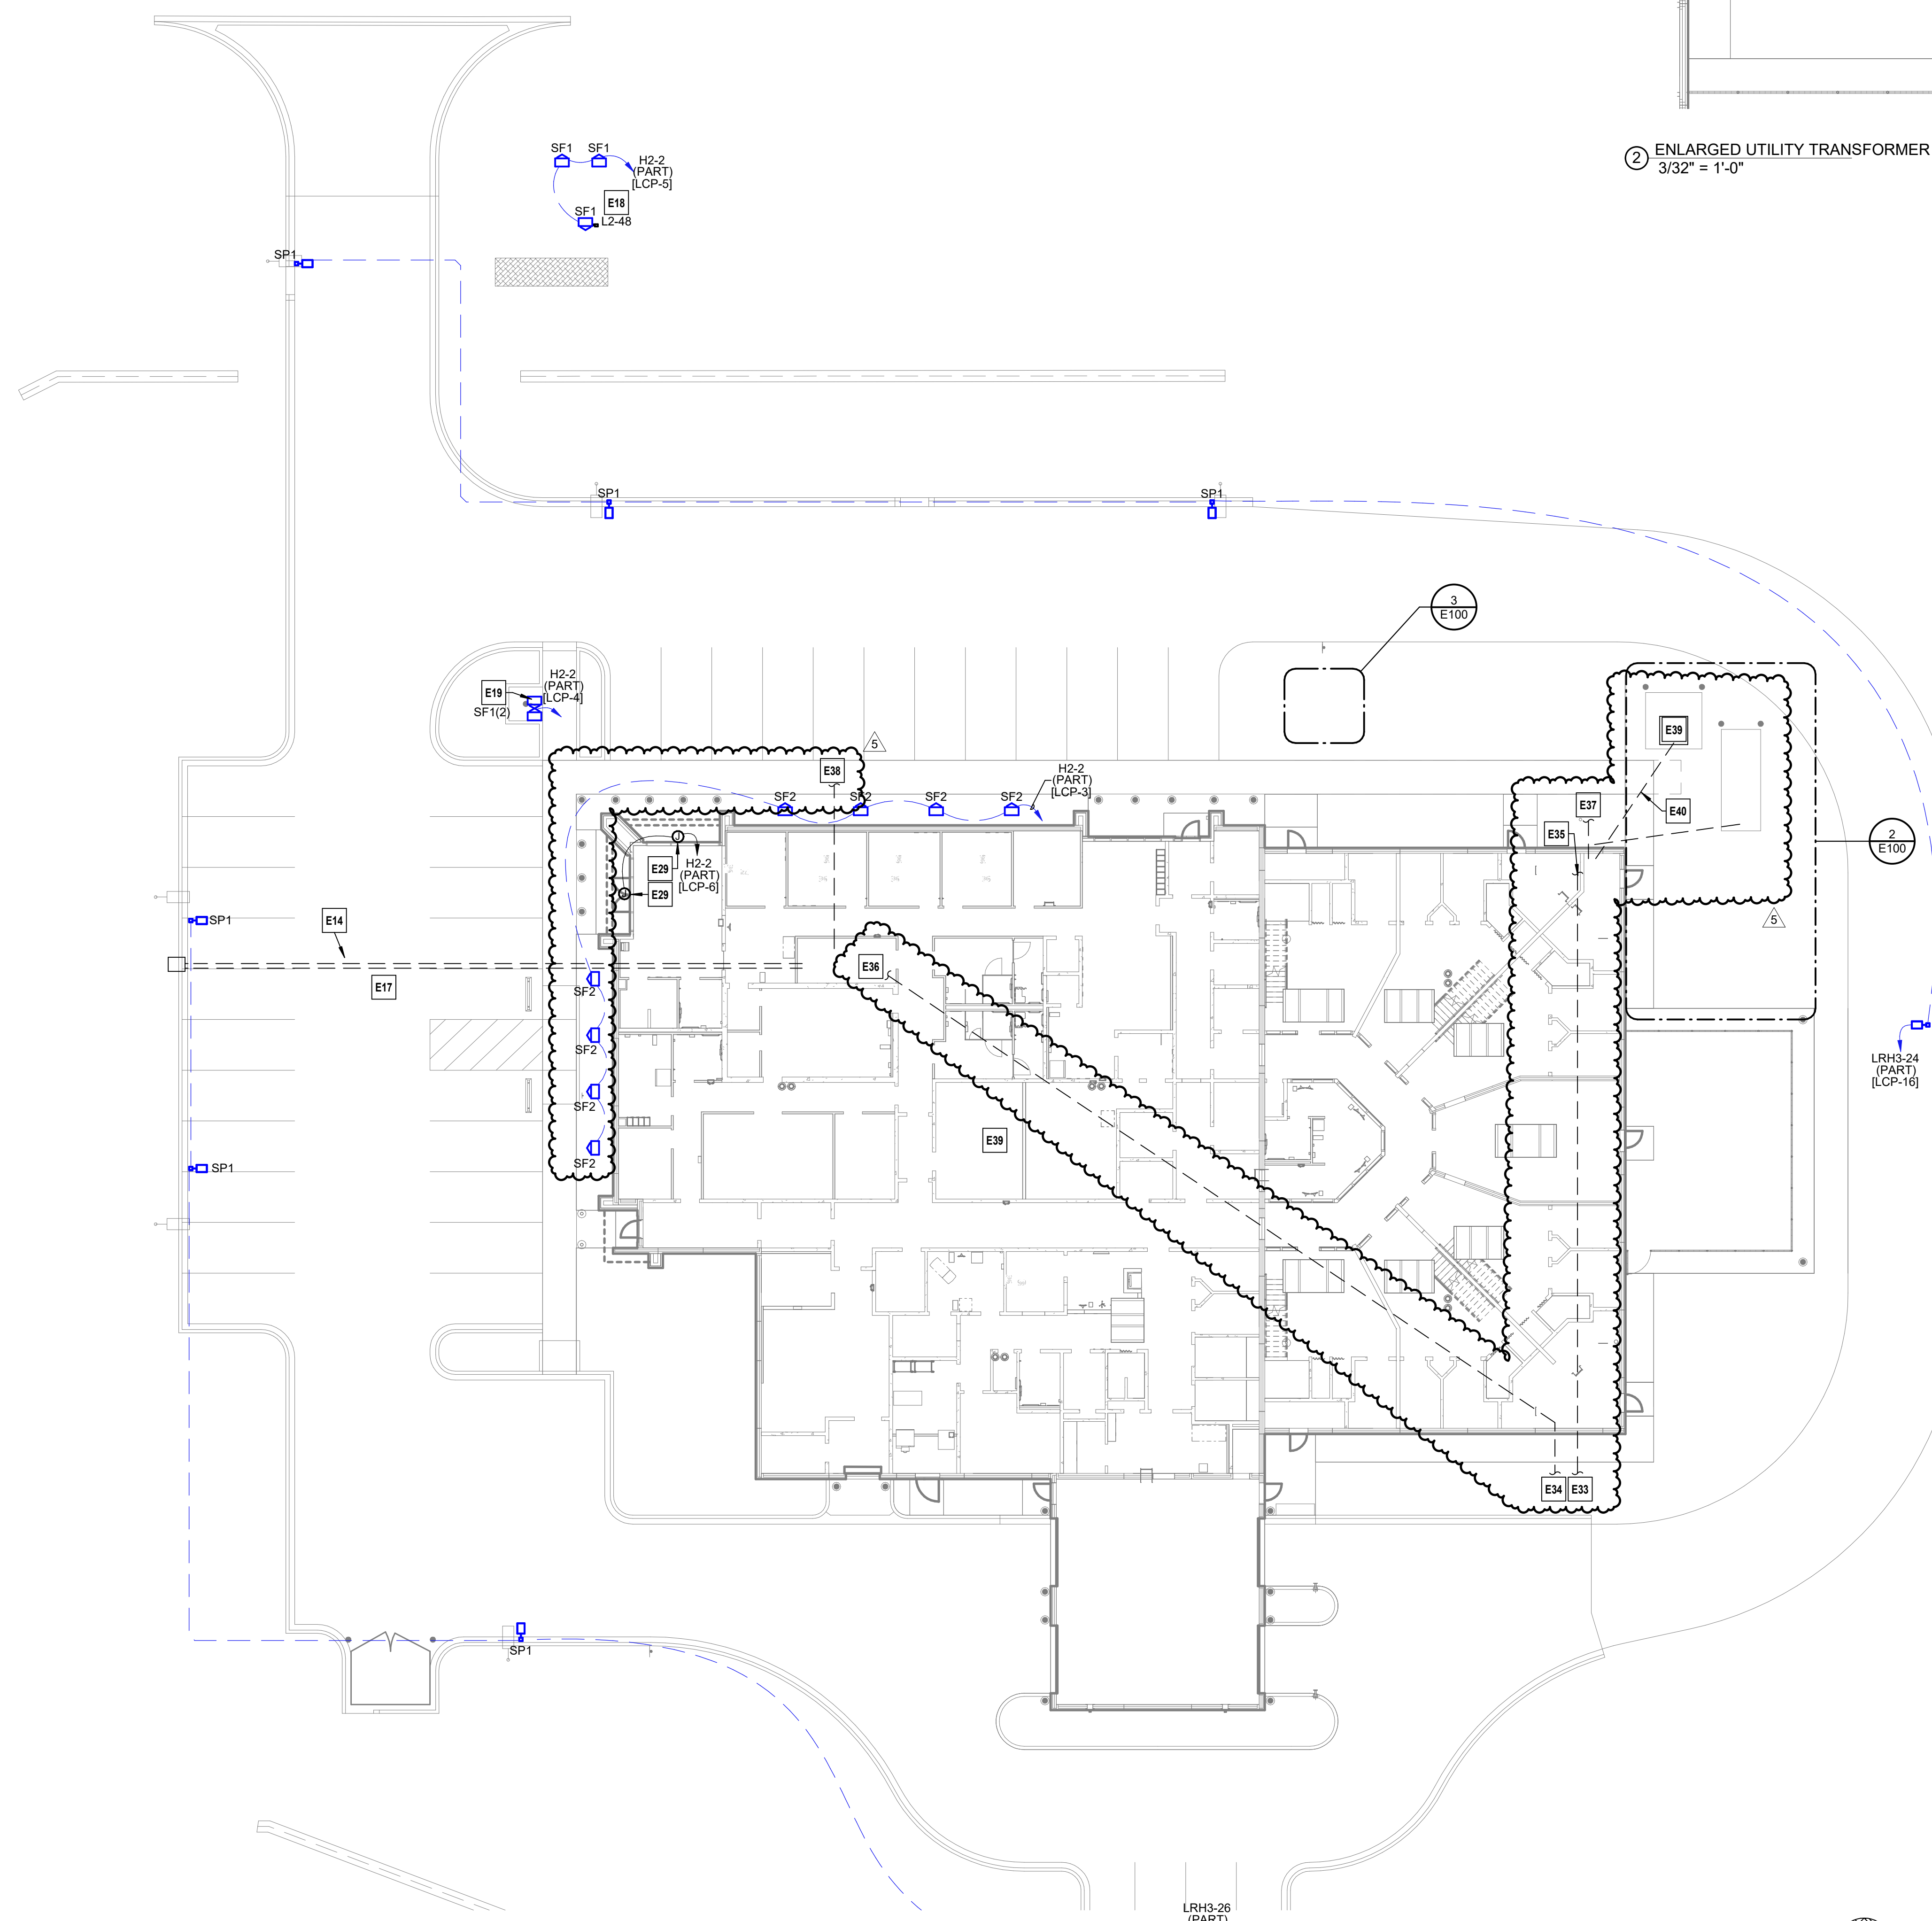 2
ENLARGED UTILITY TRANSFORMER
3/32" = 1'-0"
SF1
SF1
H2-2
(PART)
[LCP-5]
E18
SF1
L2-48
SP1
SP1
SP1
3
E100
H2-2
(PART)
[LCP-4]
E19
SF1(2)
5
E38
H2-2
(PART)
[LCP-3]
SF2
SF2
SF2
SF2
E39
E37
E40
E35
2
E100
J
H2-2
(PART)
[LCP-6]
E29
J
E29
5
SP1
E14
E36
E17
SF2
SF2
SF2
SF2
LRH3-24
(PART)
[LCP-16]
E39
SP1
E34
E33
SP1
LRH3-26
(PART)